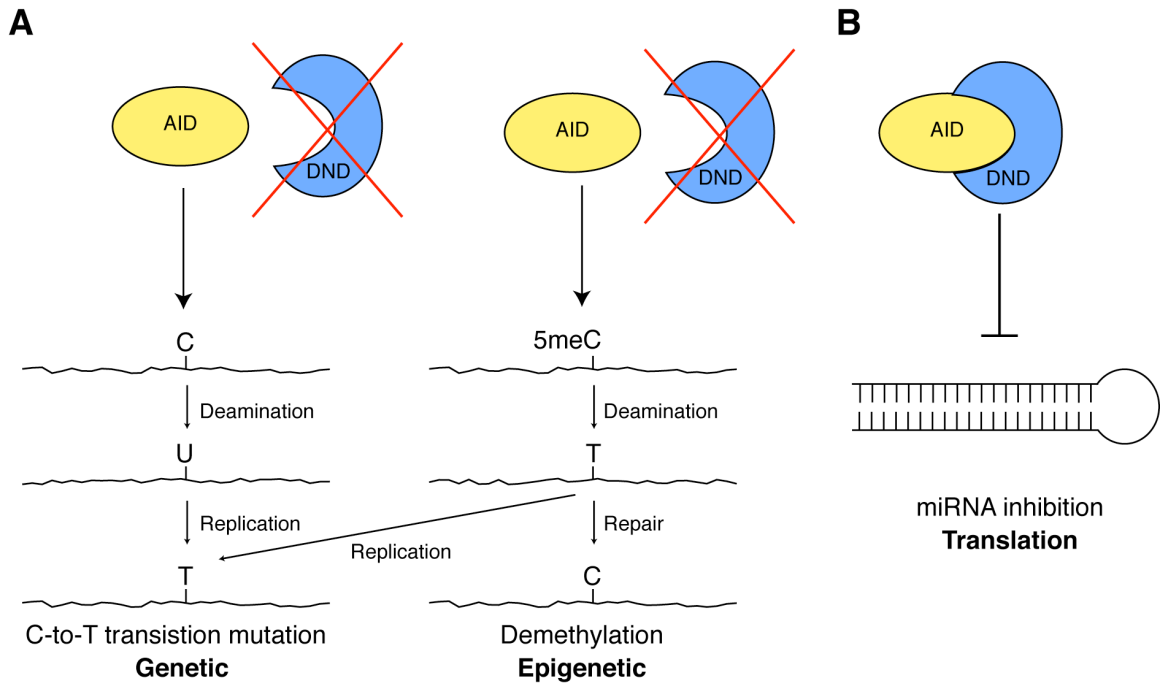 A
B
AID
DND
AID
DND
AID
DND
C
5meC
Deamination
Deamination
U
T
Replication
Replication
Repair
T
C
C-to-T transistion mutation
Genetic
Demethylation
Epigenetic
miRNA inhibition
Translation